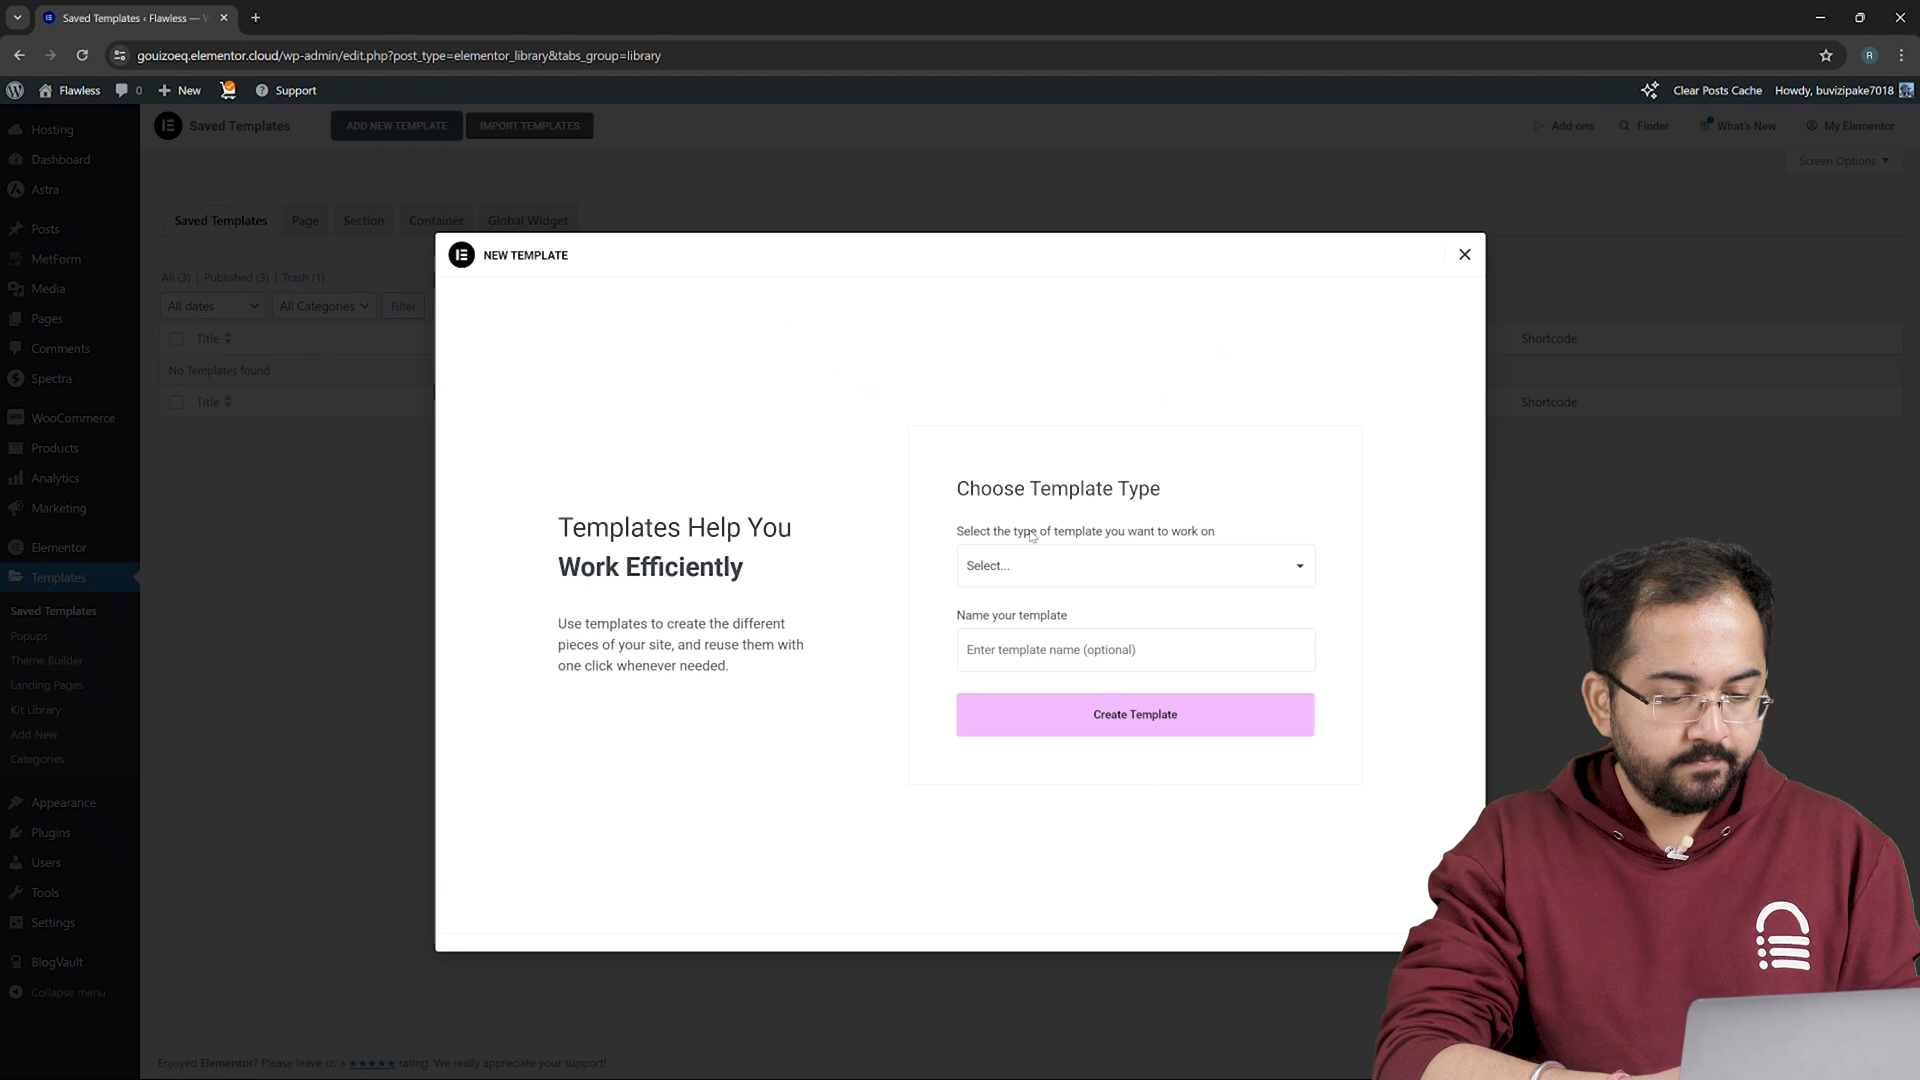 Saved Templates ‹ Flawless —
gouizoeq.elementor.cloud/wp-admin/edit.php?post_type=elementor_library&tabs_group=library
R
Flawless
0
New
Support
Clear Posts Cache
Howdy, buvizipake7018
Hosting
Dashboard
Astra
Posts
MetForm
Media
Pages
Comments
Spectra
WooCommerce
Products
Analytics
Marketing
Elementor
Templates
Saved Templates
Popups
Theme Builder
Landing Pages
Kit Library
Add New
Categories
Appearance
Plugins
Users
Tools
Settings
BlogVault
Collapse menu
Saved Templates
ADD NEW TEMPLATE
IMPORT TEMPLATES
Add-ons
Finder
What's New
My Elementor
Screen Options
Saved Templates
Page
Section
Container
Global Widget
All (3) | Published (3) | Trash (1)
All dates
All Categories
Filter
Title
Shortcode
No Templates found
Title
Shortcode
NEW TEMPLATE
Templates Help You
Work Efficiently
Use templates to create the different
pieces of your site, and reuse them with
one click whenever needed.
Choose Template Type
Select the type of template you want to work on
Select...
Name your template
Enter template name (optional)
Create Template
Enjoyed Elementor? Please leave us a ★★★★★ rating. We really appreciate your support!